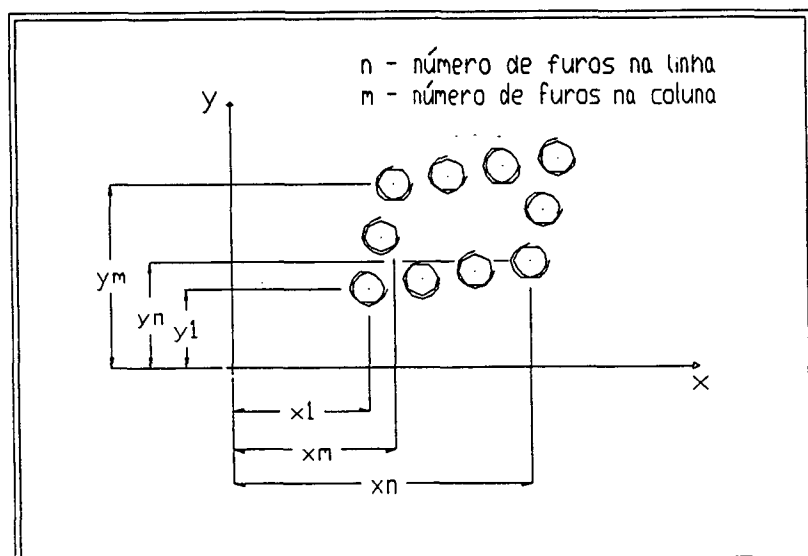 n - número de furos na linha
m - número de furos na coluna
y
ym
yn
y1
x
x1
xm
xn